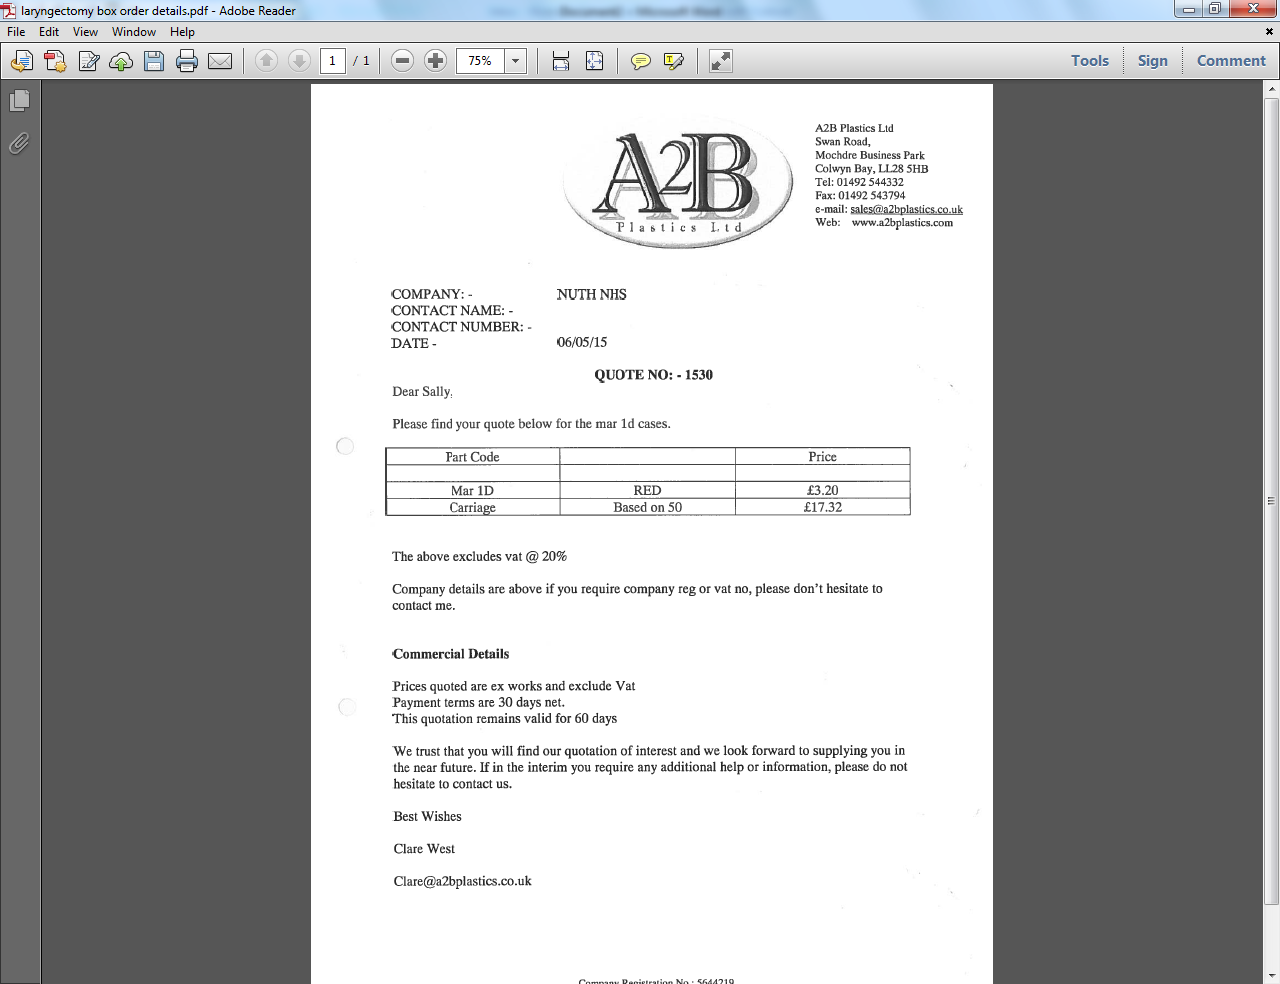 laryngectomy box order details.pdf - Adobe Reader
File Edit View Window Help
1 / 1 75% Tools Sign Comment
A2B
Plastics Ltd
A2B Plastics Ltd
Swan Road,
Mochdre Business Park
Colwyn Bay, LL28 5HB
Tel: 01492 544332
Fax: 01492 543794
e-mail: sales@a2bplastics.co.uk
Web: www.a2bplastics.com
COMPANY: - NUTH NHS
CONTACT NAME: -
CONTACT NUMBER: -
DATE - 06/05/15
QUOTE NO: - 1530
Dear Sally,
Please find your quote below for the mar 1d cases.
Part Code Price
Mar 1D RED £3.20
Carriage Based on 50 £17.32
The above excludes vat @ 20%
Company details are above if you require company reg or vat no, please don't hesitate to
contact me.
Commercial Details
Prices quoted are ex works and exclude Vat
Payment terms are 30 days net.
This quotation remains valid for 60 days
We trust that you will find our quotation of interest and we look forward to supplying you in
the near future. If in the interim you require any additional help or information, please do not
hesitate to contact us.
Best Wishes
Clare West
Clare@a2bplastics.co.uk
Company Registration No : 5644219